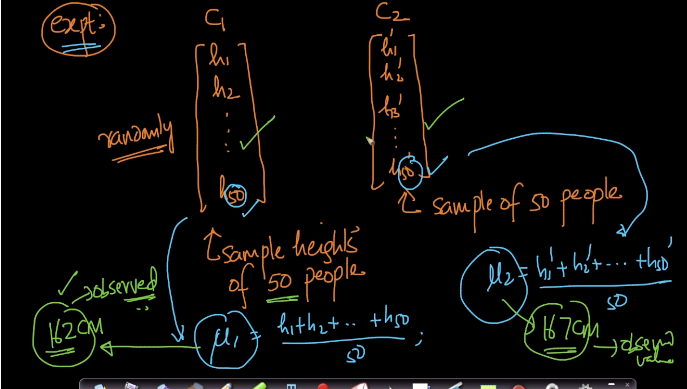 expt:
C1
h1
h2
⋮
h50
randomly
sample heights
of 50 people
C2
h1'
h2'
h3'
⋮
h50'
sample of 50 people
μ1 = (h1+h2+ ... + h50) / 50 ;
162CM
→ observed
μ2 = (h1'+h2'+ ... +h50') / 50
167CM
→ observed
value